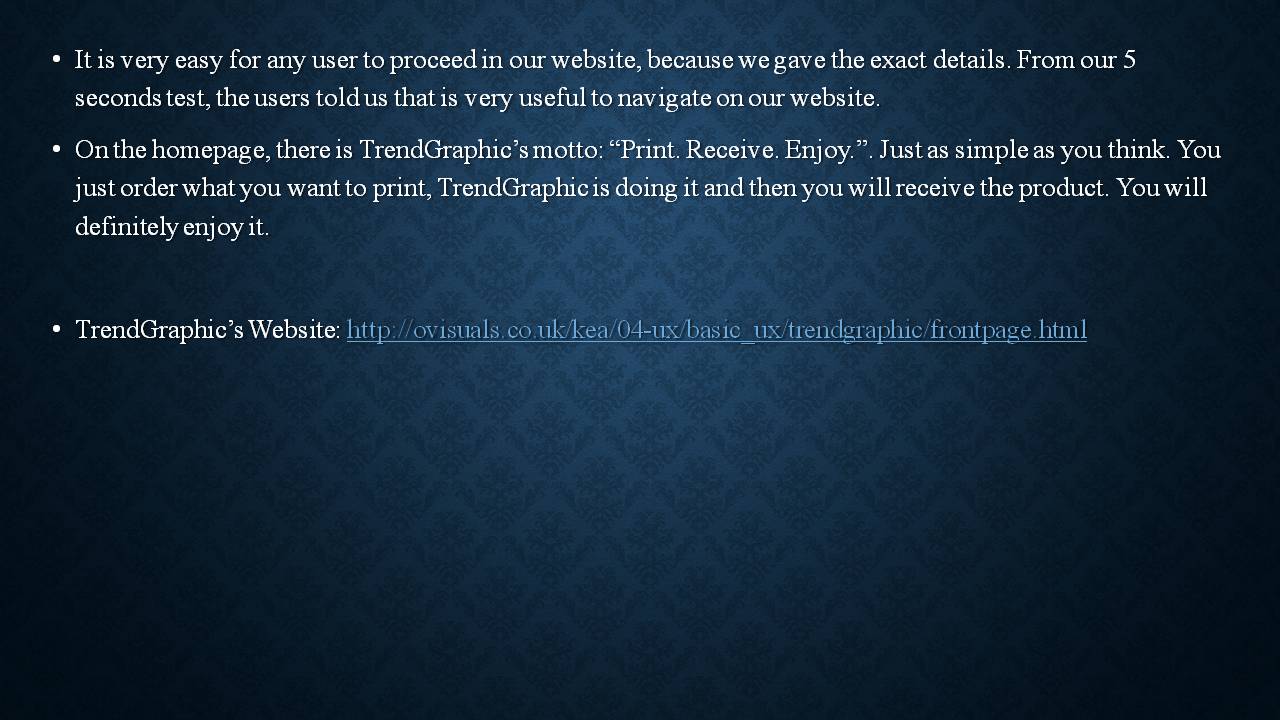 • It is very easy for any user to proceed in our website, because we gave the exact details. From our 5
seconds test, the users told us that is very useful to navigate on our website.
• On the homepage, there is TrendGraphic’s motto: “Print. Receive. Enjoy.”. Just as simple as you think. You
just order what you want to print, TrendGraphic is doing it and then you will receive the product. You will
definitely enjoy it.
• TrendGraphic’s Website: http://ovisuals.co.uk/kea/04-ux/basic_ux/trendgraphic/frontpage.html